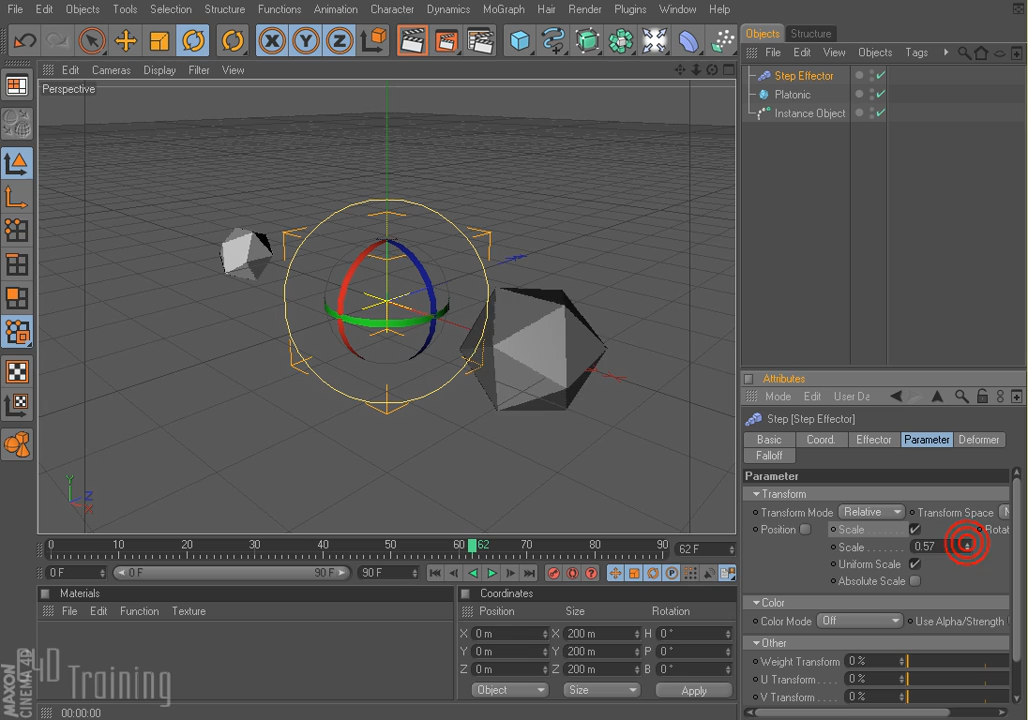 File Edit Objects Tools Selection Structure Functions Animation Character Dynamics MoGraph Hair Render Plugins Window Help
X Y Z
Objects Structure
File Edit View Objects Tags
Edit Cameras Display Filter View
Perspective
Step Effector
Platonic
Instance Object
Attributes
Mode Edit User Da
Step [Step Effector]
Basic Coord. Effector Parameter Deformer
Falloff
Parameter
Transform
Transform Mode Relative Transform Space
Position Scale Rotat
Scale 0.57
Uniform Scale
Absolute Scale
Color
Color Mode Off Use Alpha/Strength
Other
Weight Transform 0 %
U Transform 0 %
V Transform 0 %
Y
Z
X
0 10 20 30 40 50 60 62 70 80 90 62 F
0 F 0 F 90 F 90 F
Materials
File Edit Function Texture
Coordinates
Position Size Rotation
X 0 m X 200 m H 0 °
Y 0 m Y 200 m P 0 °
Z 0 m Z 200 m B 0 °
Object Size Apply
MAXON
CINEMA 4D
C4D Training
00:00:00